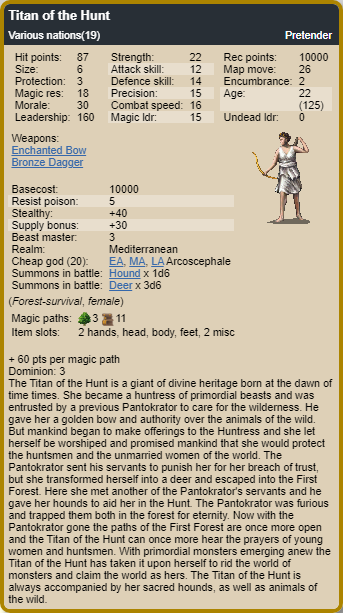 Titan of the Hunt
Various nations(19) Pretender
Hit points: 87 Strength: 22 Rec points: 10000
Size: 6 Attack skill: 12 Map move: 26
Protection: 3 Defence skill: 14 Encumbrance: 2
Magic res: 18 Precision: 15 Age: 22
Morale: 30 Combat speed: 16 (125)
Leadership: 160 Magic ldr: 15 Undead ldr: 0
Weapons:
Enchanted Bow
Bronze Dagger
Basecost: 10000
Resist poison: 5
Stealthy: +40
Supply bonus: +30
Beast master: 3
Realm: Mediterranean
Cheap god (20): EA, MA, LA Arcoscephale
Summons in battle: Hound x 1d6
Summons in battle: Deer x 3d6
(Forest-survival, female)
Magic paths: 3 11
Item slots: 2 hands, head, body, feet, 2 misc
+ 60 pts per magic path
Dominion: 3
The Titan of the Hunt is a giant of divine heritage born at the dawn of
time times. She became a huntress of primordial beasts and was
entrusted by a previous Pantokrator to care for the wilderness. He
gave her a golden bow and authority over the animals of the wild.
But mankind began to make offerings to the Huntress and she let
herself be worshiped and promised mankind that she would protect
the huntsmen and the unmarried women of the world. The
Pantokrator sent his servants to punish her for her breach of trust,
but she transformed herself into a deer and escaped into the First
Forest. Here she met another of the Pantokrator's servants and he
gave her hounds to aid her in the Hunt. The Pantokrator was furious
and trapped them both in the forest for eternity. Now with the
Pantokrator gone the paths of the First Forest are once more open
and the Titan of the Hunt can once more hear the prayers of young
women and huntsmen. With primordial monsters emerging anew the
Titan of the Hunt has taken it upon herself to rid the world of
monsters and claim the world as hers. The Titan of the Hunt is
always accompanied by her sacred hounds, as well as animals of
the wild.